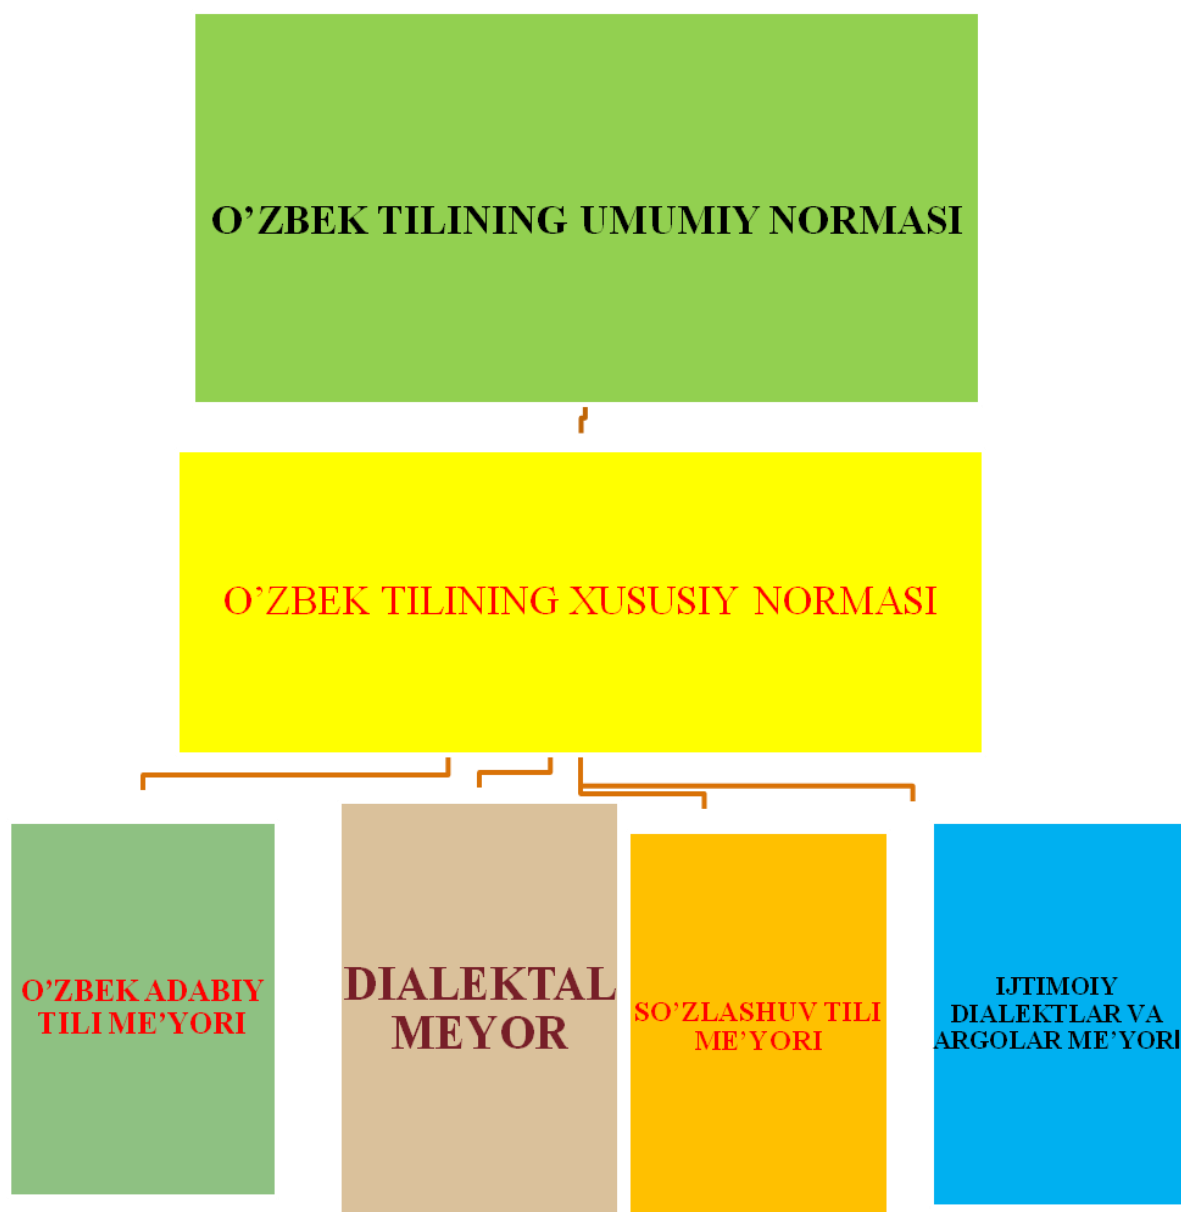 O’ZBEK TILINING UMUMIY NORMASI
O’ZBEK TILINING XUSUSIY NORMASI
O’ZBEK ADABIY
TILI ME’YORI
DIALEKTAL
MEYOR
SO’ZLASHUV TILI
ME’YORI
IJTIMOIY
DIALEKTLAR VA
ARGOLAR ME’YORI